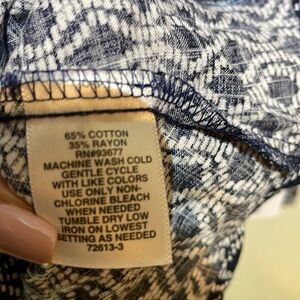 65% COTTON
35% RAYON
RN#93677
MACHINE WASH COLD
GENTLE CYCLE
WITH LIKE COLORS
USE ONLY NON-
CHLORINE BLEACH
WHEN NEEDED
TUMBLE DRY LOW
IRON ON LOWEST
SETTING AS NEEDED
72613-3